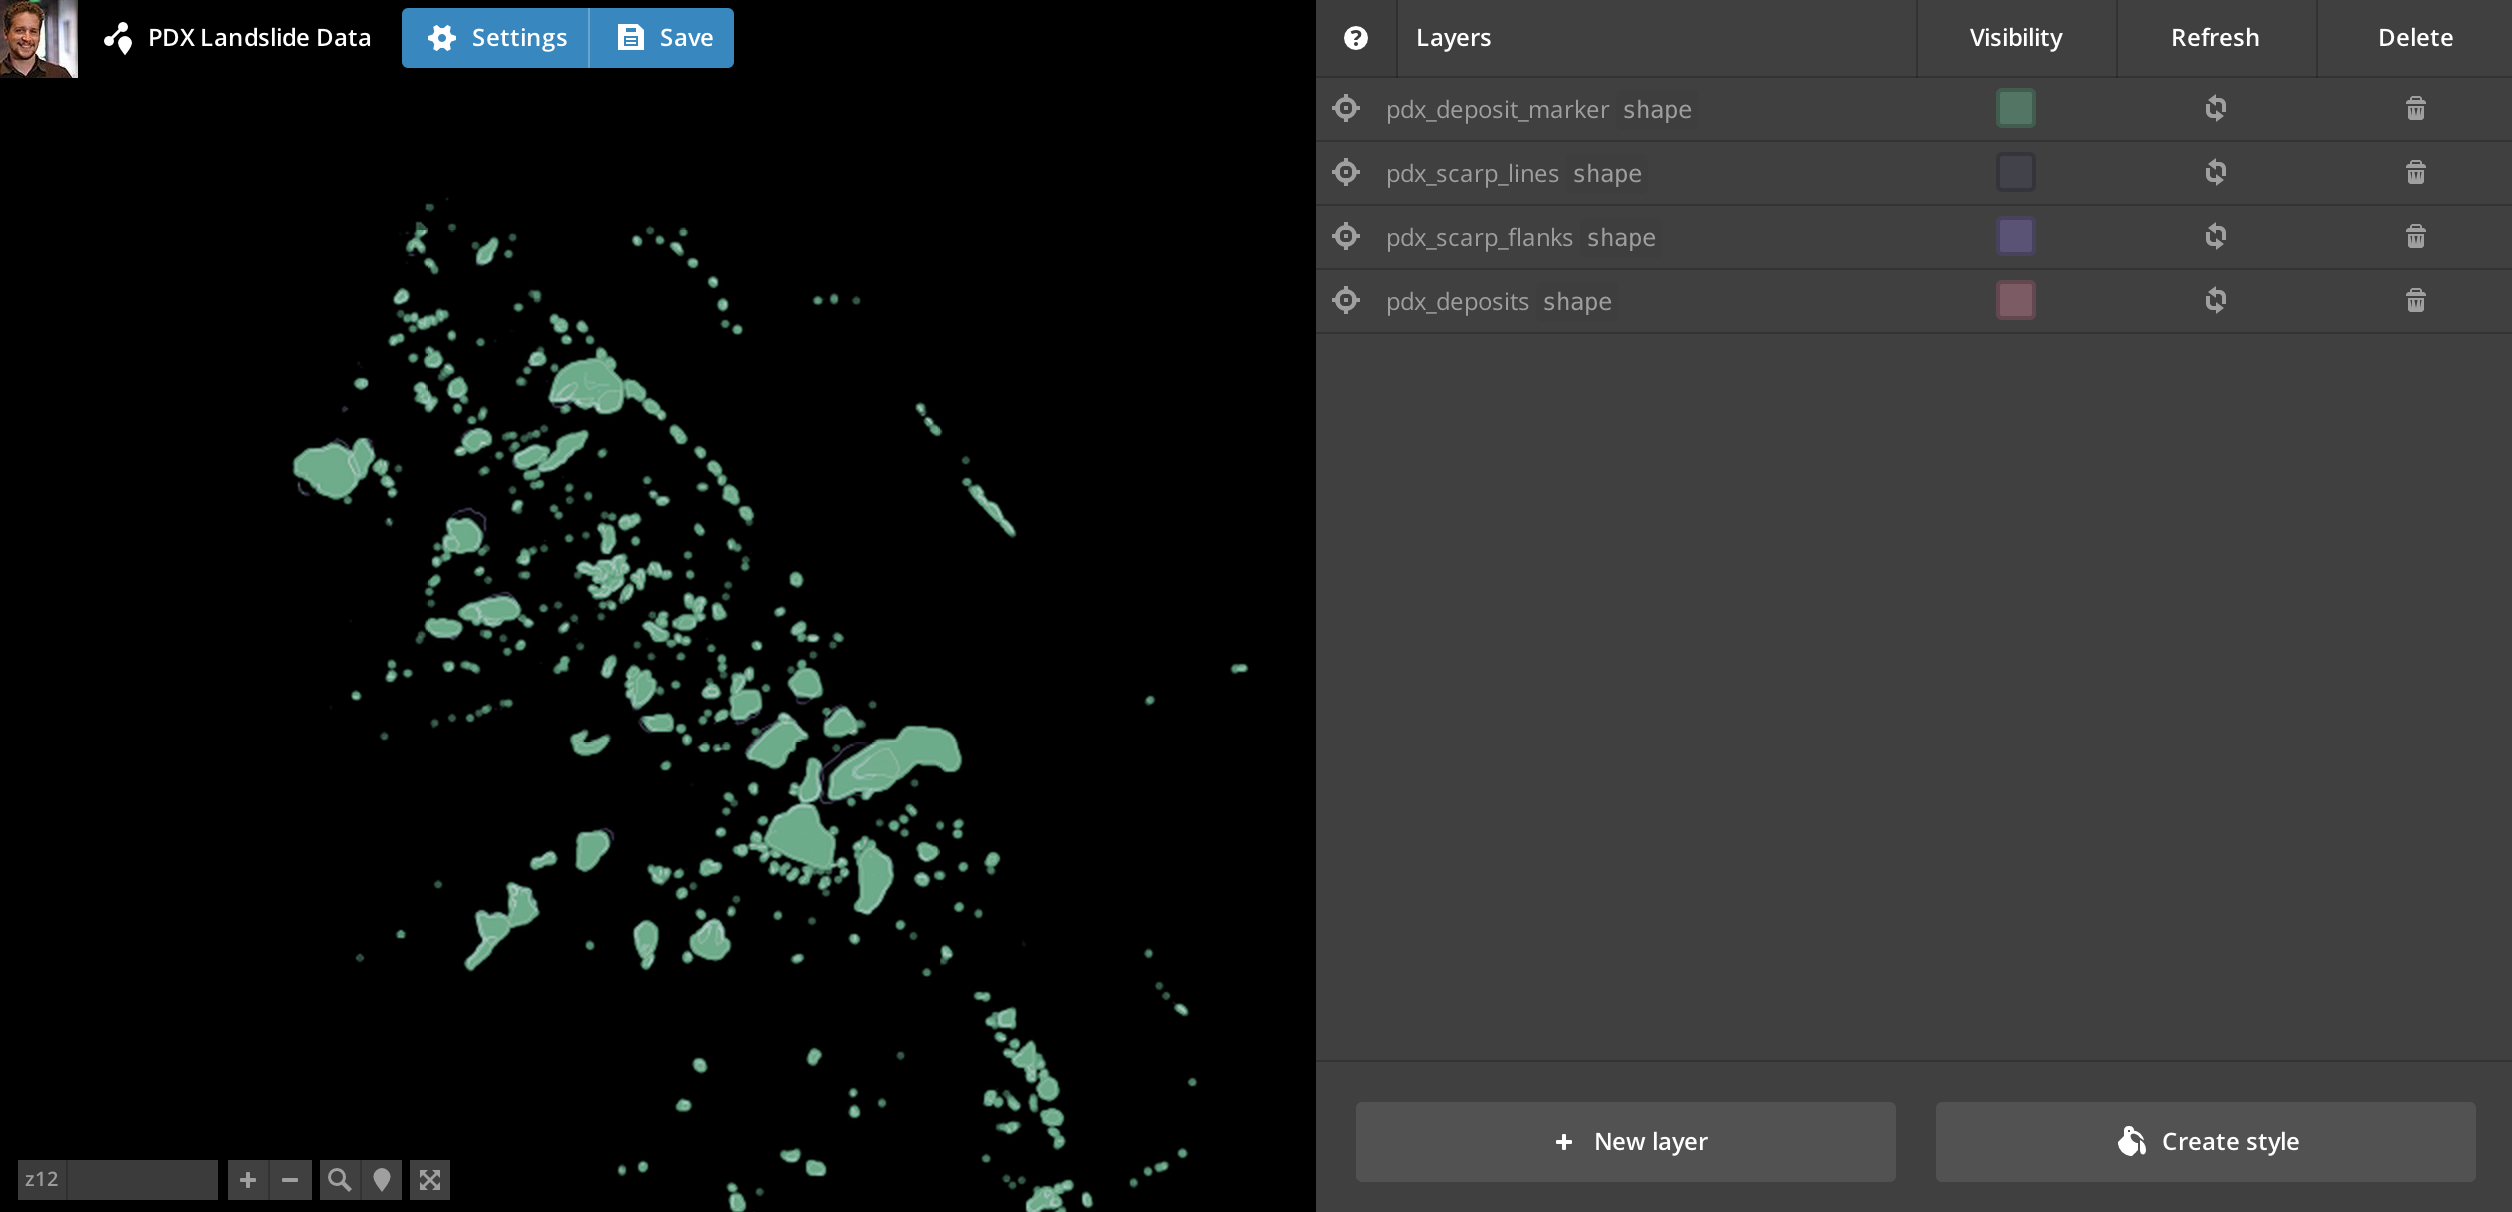 PDX Landslide Data Settings Save Layers Visibility Refresh Delete
pdx_deposit_marker shape
pdx_scarp_lines shape
pdx_scarp_flanks shape
pdx_deposits shape
+ New layer Create style
z12 + −